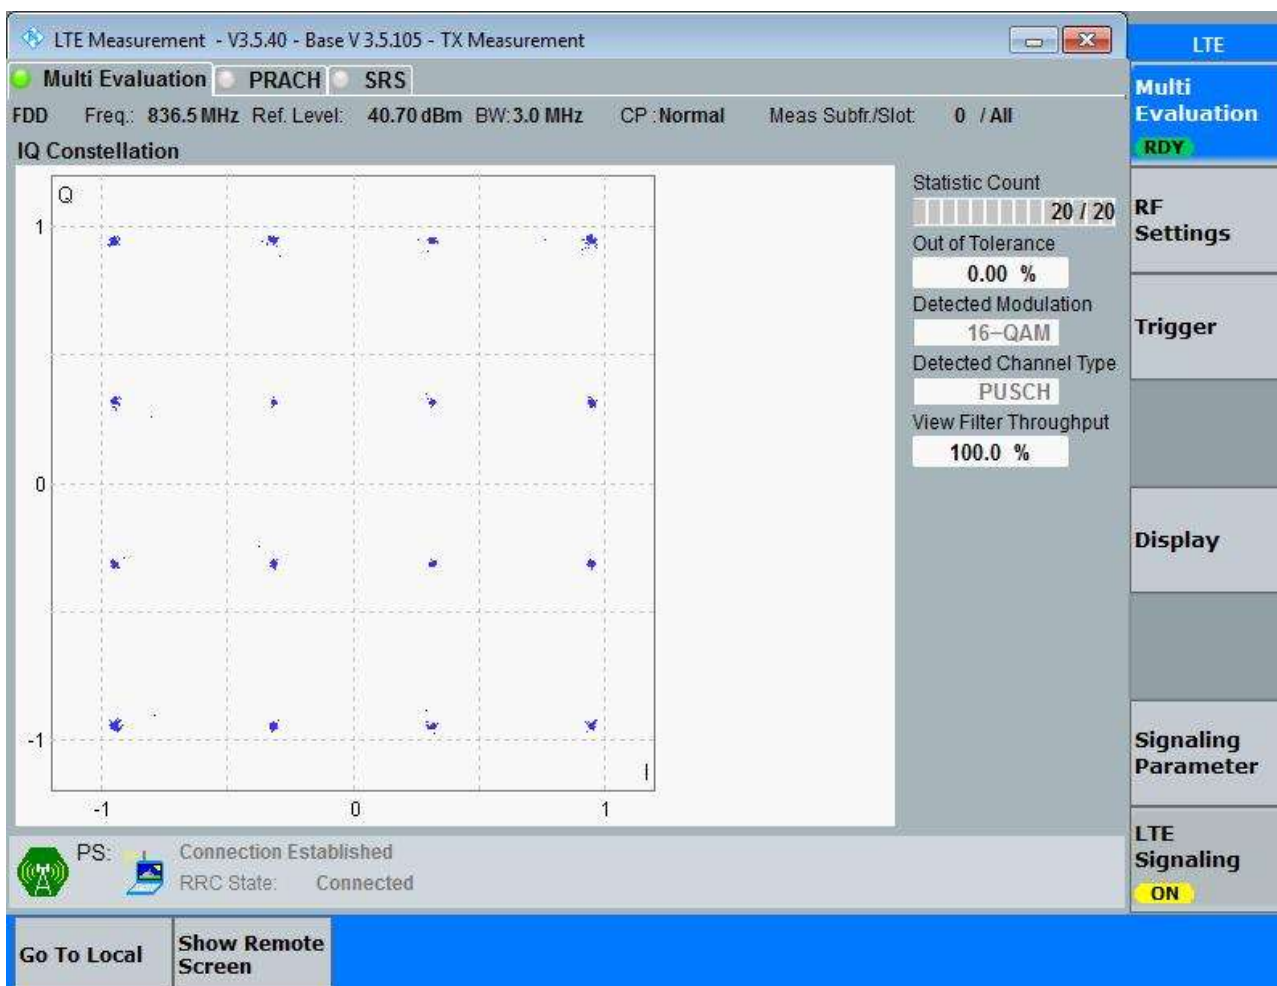 LTE Measurement - V3.5.40 - Base V 3.5.105 - TX Measurement
LTE
Multi Evaluation PRACH SRS
Multi
Evaluation
RDY
FDD Freq.: 836.5 MHz Ref. Level: 40.70 dBm BW: 3.0 MHz CP : Normal Meas Subfr./Slot: 0 / All
IQ Constellation
Q
1
0
-1
I
-1 0 1
Statistic Count
20 / 20
Out of Tolerance
0.00 %
Detected Modulation
16-QAM
Detected Channel Type
PUSCH
View Filter Throughput
100.0 %
RF
Settings
Trigger
Display
Signaling
Parameter
LTE
Signaling
ON
PS: Connection Established
RRC State: Connected
Go To Local
Show Remote
Screen